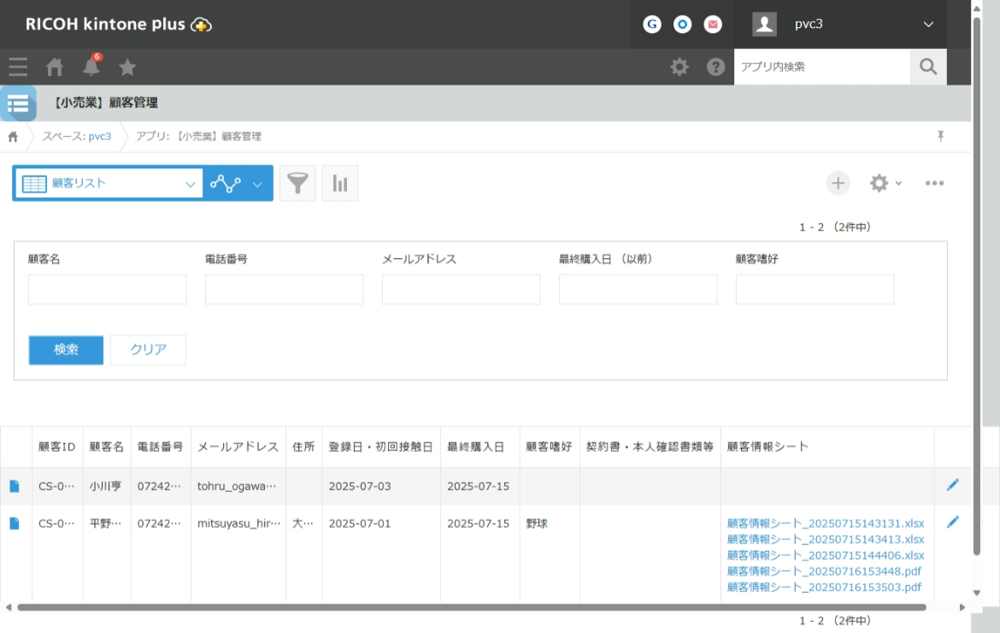 RICOH kintone plus
G
pvc3
6
アプリ内検索
【小売業】顧客管理
スペース: pvc3
アプリ: 【小売業】顧客管理
顧客リスト
1 - 2 （2件中）
顧客名 電話番号 メールアドレス 最終購入日 （以前） 顧客嗜好
検索 クリア
顧客ID 顧客名 電話番号 メールアドレス 住所 登録日・初回接触日 最終購入日 顧客嗜好 契約書・本人確認書類等 顧客情報シート
CS-0… 小川亨 07242… tohru_ogawa… 2025-07-03 2025-07-15
CS-0… 平野… 07242… mitsuyasu_hir… 大… 2025-07-01 2025-07-15 野球 顧客情報シート_20250715143131.xlsx
顧客情報シート_20250715143413.xlsx
顧客情報シート_20250715144406.xlsx
顧客情報シート_20250716153448.pdf
顧客情報シート_20250716153503.pdf
1 - 2 （2件中）